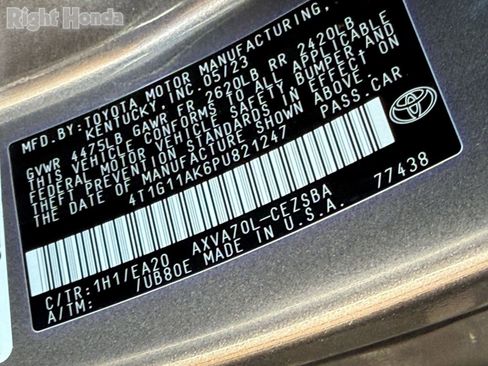 Right Honda
MFD.BY:TOYOTA MOTOR MANUFACTURING,
KENTUCKY, INC. 05/23
GVWR 4475LB GAWR FR 2620LB RR 2420LB
THIS VEHICLE CONFORMS TO ALL APPLICABLE
FEDERAL MOTOR VEHICLE SAFETY, BUMPER, AND
THEFT PREVENTION STANDARDS IN EFFECT ON
THE DATE OF MANUFACTURE SHOWN ABOVE.
4T1G11AK6PU821247 PASS.CAR
77438
C/TR:1H1/EA20 AXVA70L-CEZSBA
A/TM: /UB80E MADE IN U.S.A.
TOYOTA